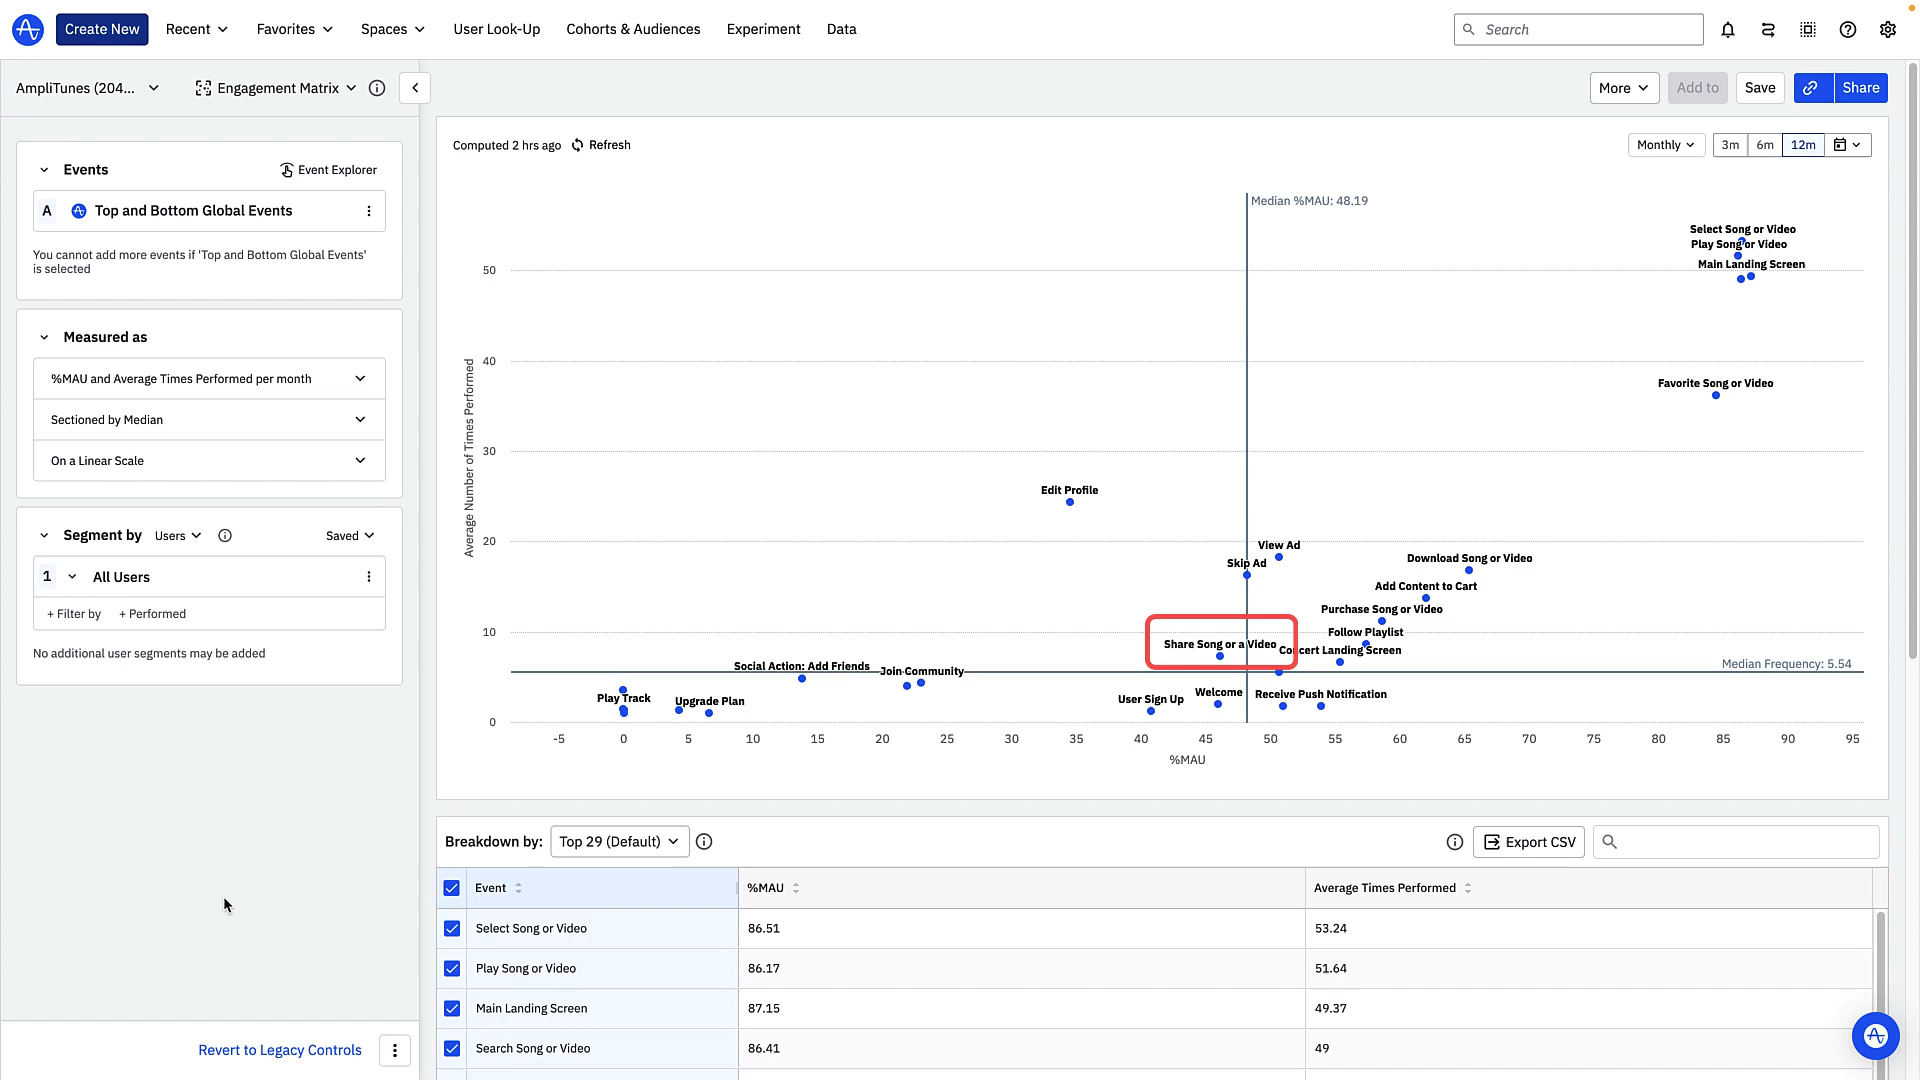 Create New
Recent
Favorites
Spaces
User Look-Up
Cohorts & Audiences
Experiment
Data
Search
AmpliTunes (204...
Engagement Matrix
More
Add to
Save
Share
Events
Event Explorer
A
Top and Bottom Global Events
You cannot add more events if 'Top and Bottom Global Events'
is selected
Measured as
%MAU and Average Times Performed per month
Sectioned by Median
On a Linear Scale
Segment by
Users
Saved
1
All Users
+ Filter by
+ Performed
No additional user segments may be added
Revert to Legacy Controls
Computed 2 hrs ago
Refresh
Monthly
3m
6m
12m
Median %MAU: 48.19
Select Song or Video
Play Song or Video
Main Landing Screen
50
40
Favorite Song or Video
30
Edit Profile
20
View Ad
Skip Ad
Download Song or Video
Add Content to Cart
Purchase Song or Video
10
Follow Playlist
Share Song or a Video
Concert Landing Screen
Median Frequency: 5.54
Social Action: Add Friends
Join Community
Play Track
Upgrade Plan
User Sign Up
Welcome
Receive Push Notification
0
Average Number of Times Performed
-5
0
5
10
15
20
25
30
35
40
45
50
55
60
65
70
75
80
85
90
95
%MAU
Breakdown by:
Top 29 (Default)
Export CSV
Event
%MAU
Average Times Performed
Select Song or Video
86.51
53.24
Play Song or Video
86.17
51.64
Main Landing Screen
87.15
49.37
Search Song or Video
86.41
49